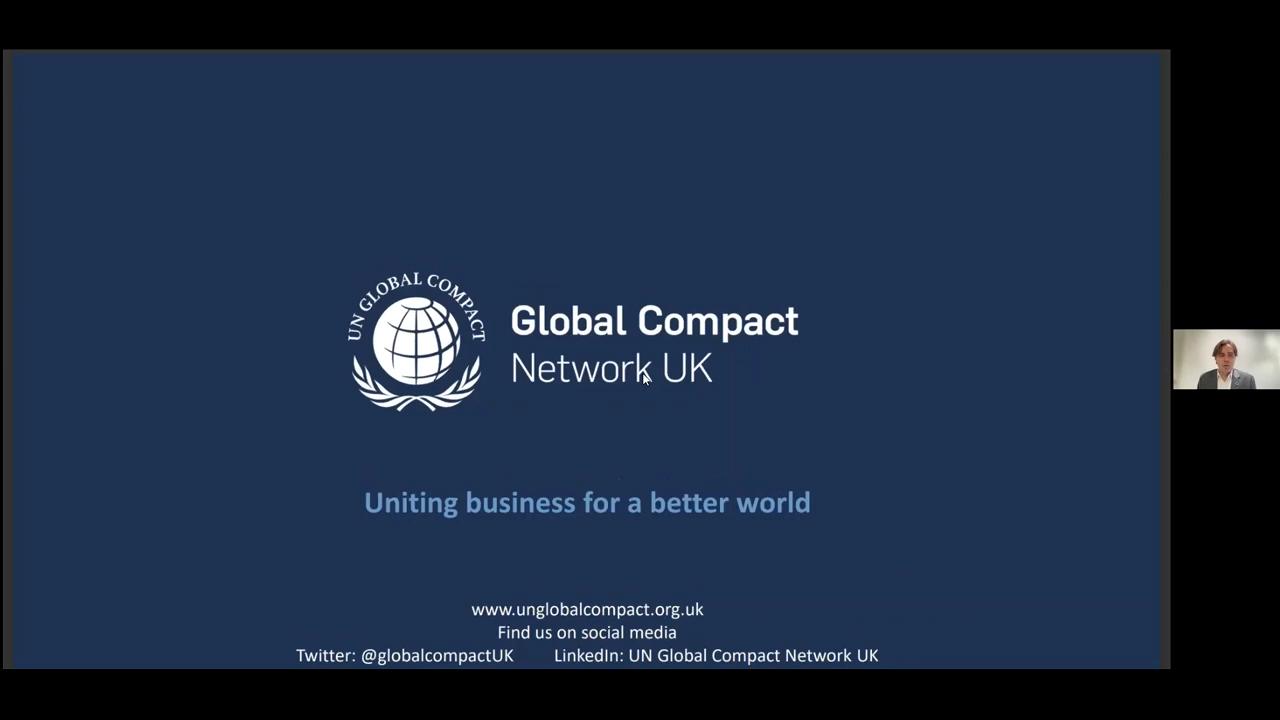 UN GLOBAL COMPACT
Global Compact
Network UK
Uniting business for a better world
www.unglobalcompact.org.uk
Find us on social media
Twitter: @globalcompactUK LinkedIn: UN Global Compact Network UK